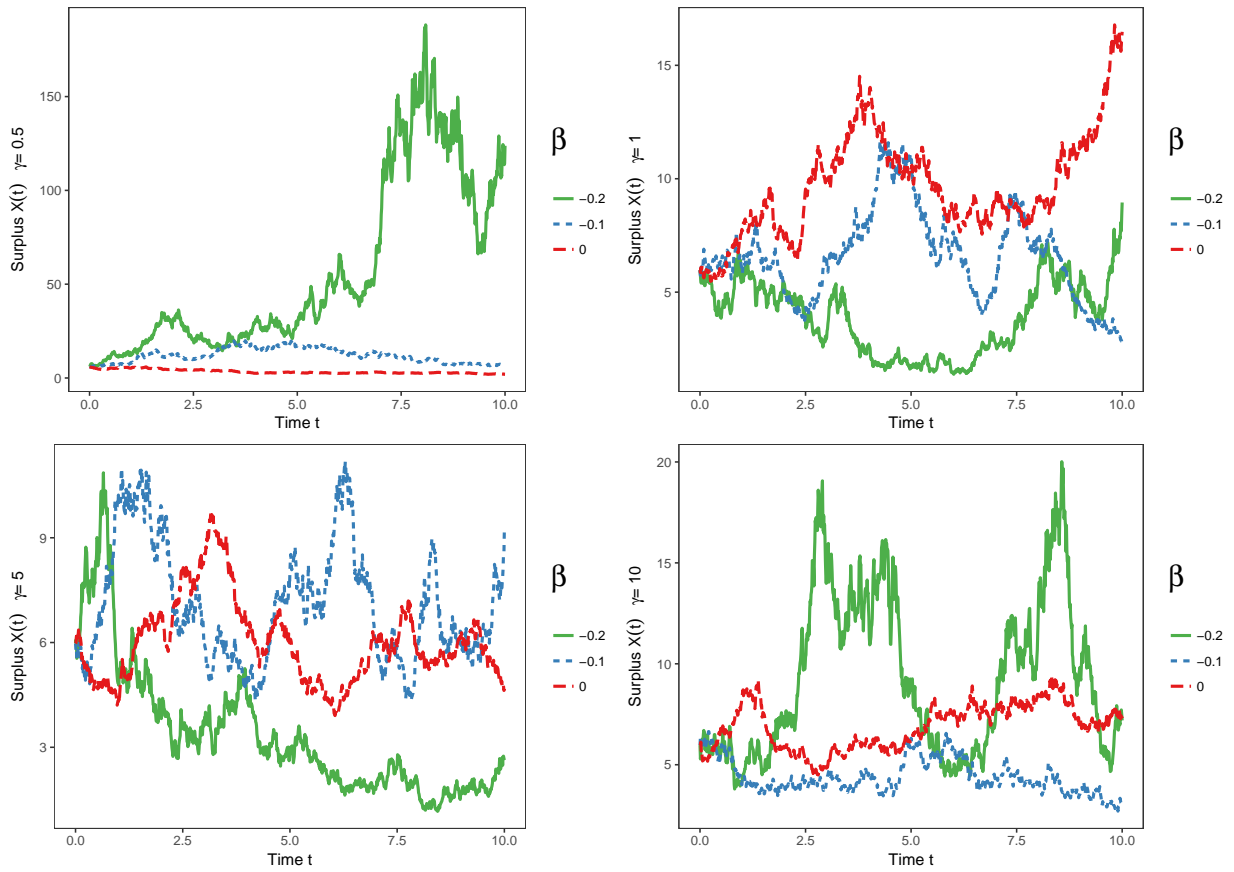 Surplus X(t) γ= 0.5
150
100
50
0
0.0 2.5 5.0 7.5 10.0
Time t
β
−0.2
−0.1
0
Surplus X(t) γ= 1
15
10
5
0.0 2.5 5.0 7.5 10.0
Time t
β
−0.2
−0.1
0
Surplus X(t) γ= 5
9
6
3
0.0 2.5 5.0 7.5 10.0
Time t
β
−0.2
−0.1
0
Surplus X(t) γ= 10
20
15
10
5
0.0 2.5 5.0 7.5 10.0
Time t
β
−0.2
−0.1
0